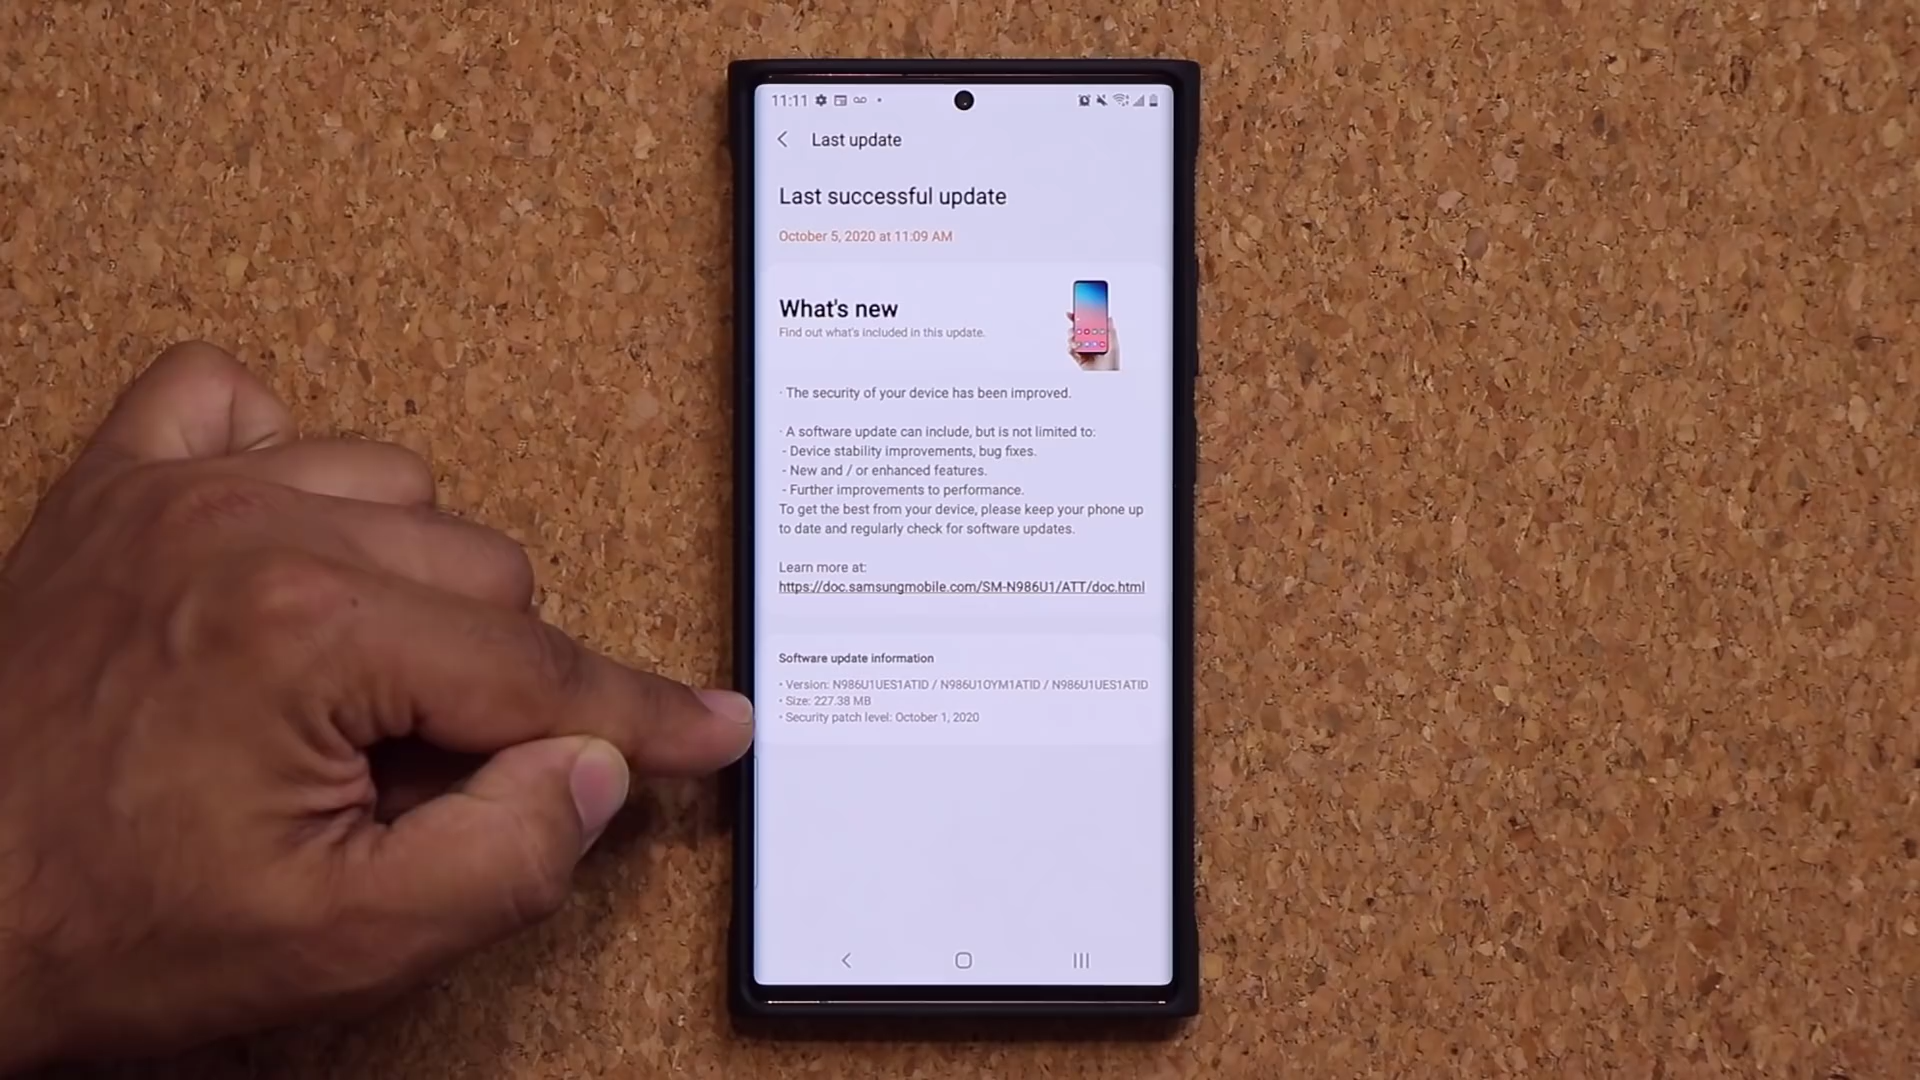 11:11
Last update
Last successful update
October 5, 2020 at 11:09 AM
What's new
Find out what's included in this update.
· The security of your device has been improved.
· A software update can include, but is not limited to:
- Device stability improvements, bug fixes.
- New and / or enhanced features.
- Further improvements to performance.
To get the best from your device, please keep your phone up
to date and regularly check for software updates.
Learn more at:
https://doc.samsungmobile.com/SM-N986U1/ATT/doc.html
Software update information
• Version: N986U1UES1ATID / N986U1OYM1ATID / N986U1UES1ATID
• Size: 227.38 MB
• Security patch level: October 1, 2020